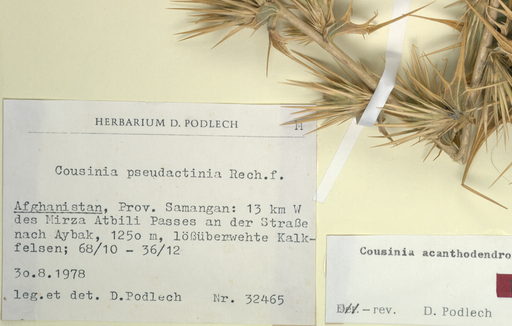 HERBARIUM D. PODLECH
Cousinia pseudactinia Rech.f.
Afghanistan, Prov. Samangan: 13 km W
des Mirza Atbili Passes an der Straße
nach Aybak, 1250 m, lößüberwehte Kalk-
felsen; 68/10 - 36/12
30.8.1978
leg.et det. D.Podlech Nr. 32465
Cousinia acanthodendro
rev. D. Podlech